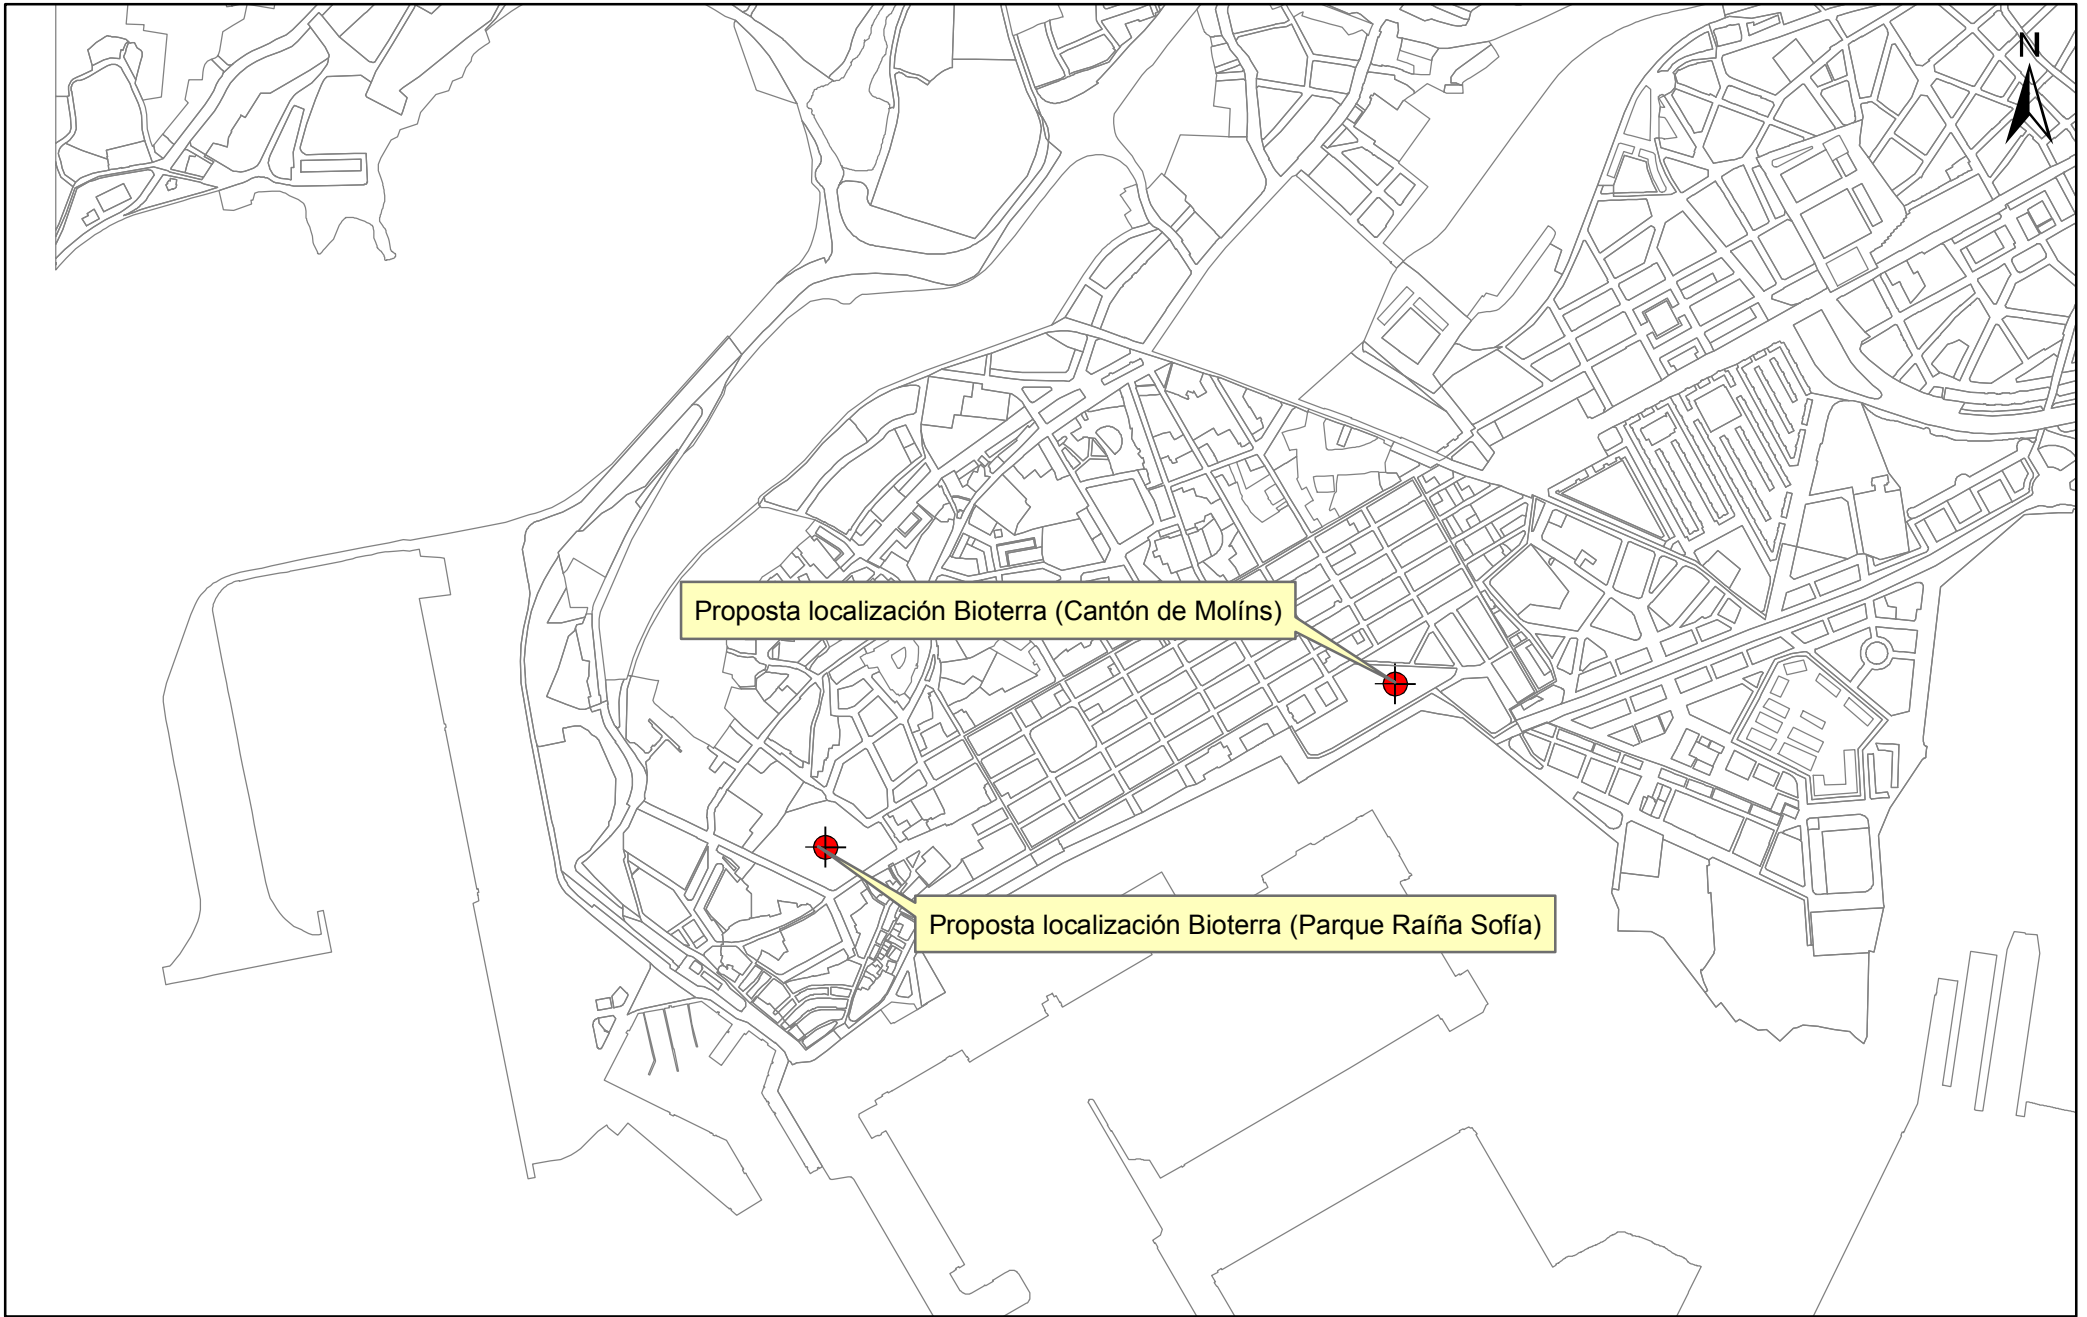 N
Proposta localización Bioterra (Cantón de Molíns)
Proposta localización Bioterra (Parque Raíña Sofía)